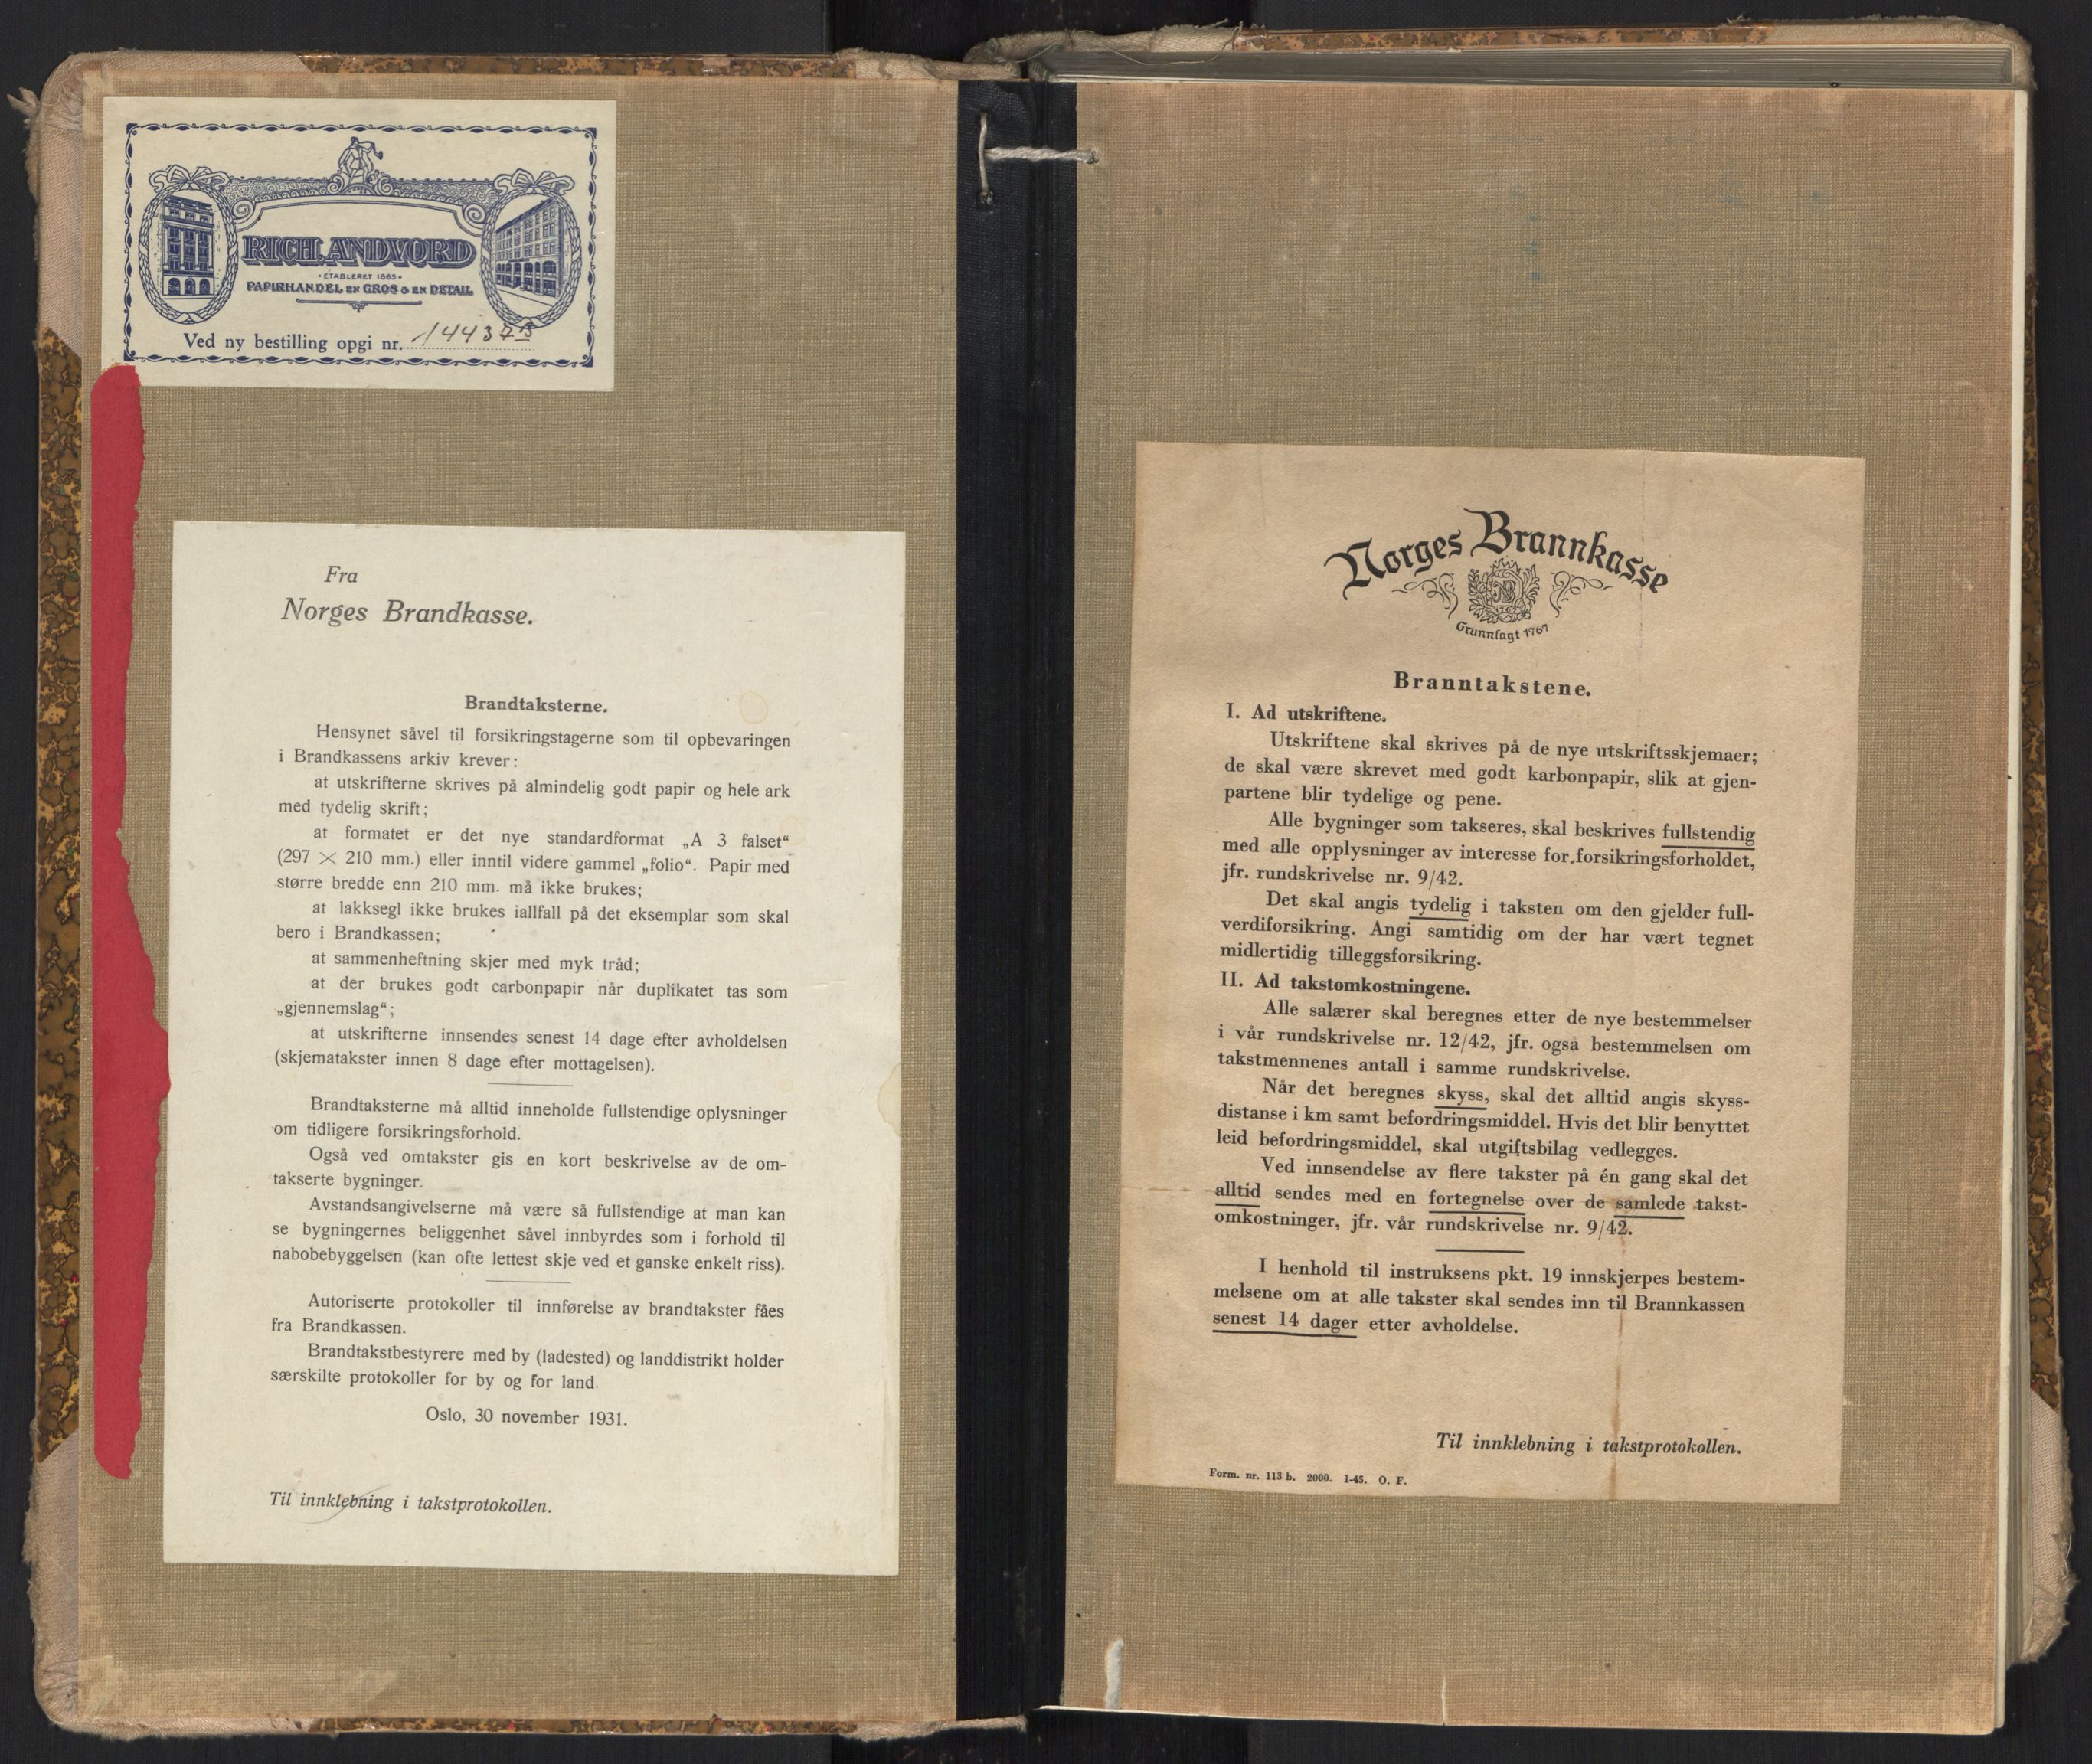 RICH. ANDVORD
• ETABLERET 1865 •
PAPIRHANDEL EN GROS & EN DETAIL
Ved ny bestilling opgi nr. 14437B
Fra
Norges Brandkasse.
Brandtaksterne.
Hensynet såvel til forsikringstagerne som til opbevaringen
i Brandkassens arkiv krever:
at utskrifterne skrives på almindelig godt papir og hele ark
med tydelig skrift;
at formatet er det nye standardformat „A 3 falset“
(297 × 210 mm.) eller inntil videre gammel „folio“. Papir med
større bredde enn 210 mm. må ikke brukes;
at lakksegl ikke brukes iallfall på det eksemplar som skal
bero i Brandkassen;
at sammenheftning skjer med myk tråd;
at der brukes godt carbonpapir når duplikatet tas som
„gjennemslag“;
at utskrifterne innsendes senest 14 dage efter avholdelsen
(skjematakster innen 8 dage efter mottagelsen).
Brandtaksterne må alltid inneholde fullstendige oplysninger
om tidligere forsikringsforhold.
Også ved omtakster gis en kort beskrivelse av de om-
takserte bygninger.
Avstandsangivelserne må være så fullstendige at man kan
se bygningernes beliggenhet såvel innbyrdes som i forhold til
nabobebyggelsen (kan ofte lettest skje ved et ganske enkelt riss).
Autoriserte protokoller til innførelse av brandtakster fåes
fra Brandkassen.
Brandtakstbestyrere med by (ladested) og landdistrikt holder
særskilte protokoller for by og for land.
Oslo, 30 november 1931.
Til innklebning i takstprotokollen.
Norges Brannkasse
NB
Grunnlagt 1767
Branntakstene.
I. Ad utskriftene.
Utskriftene skal skrives på de nye utskriftsskjemaer;
de skal være skrevet med godt karbonpapir, slik at gjen-
partene blir tydelige og pene.
Alle bygninger som takseres, skal beskrives fullstendig
med alle opplysninger av interesse for forsikringsforholdet,
jfr. rundskrivelse nr. 9/42.
Det skal angis tydelig i taksten om den gjelder full-
verdiforsikring. Angi samtidig om der har vært tegnet
midlertidig tilleggsforsikring.
II. Ad takstomkostningene.
Alle salærer skal beregnes etter de nye bestemmelser
i vår rundskrivelse nr. 12/42, jfr. også bestemmelsen om
takstmennenes antall i samme rundskrivelse.
Når det beregnes skyss, skal det alltid angis skyss-
distanse i km samt befordringsmiddel. Hvis det blir benyttet
leid befordringsmiddel, skal utgiftsbilag vedlegges.
Ved innsendelse av flere takster på én gang skal det
alltid sendes med en fortegnelse over de samlede takst-
omkostninger, jfr. vår rundskrivelse nr. 9/42.
I henhold til instruksens pkt. 19 innskjerpes bestem-
melsene om at alle takster skal sendes inn til Brannkassen
senest 14 dager etter avholdelse.
Til innklebning i takstprotokollen.
Form. nr. 113 b. 2000. 1-45. O. F.